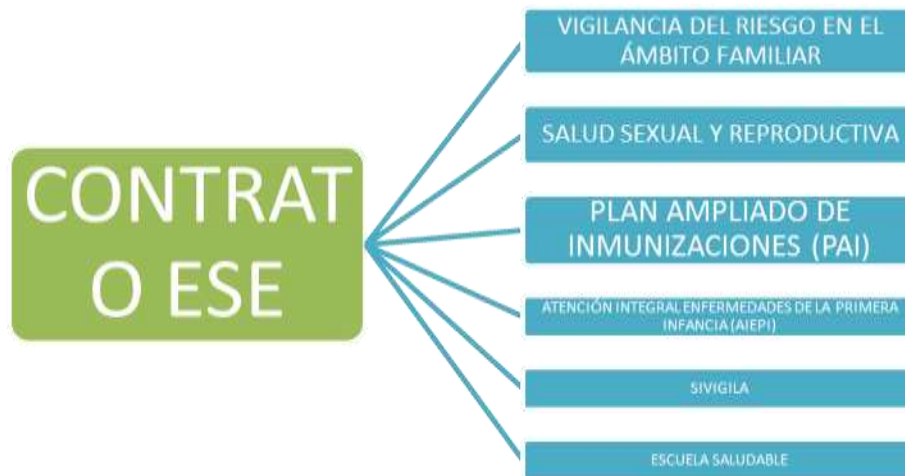 CONTRAT
O ESE
VIGILANCIA DEL RIESGO EN EL
ÁMBITO FAMILIAR
SALUD SEXUAL Y REPRODUCTIVA
PLAN AMPLIADO DE
INMUNIZACIONES (PAI)
ATENCIÓN INTEGRAL ENFERMEDADES DE LA PRIMERA
INFANCIA (AIEPI)
SIVIGILA
ESCUELA SALUDABLE